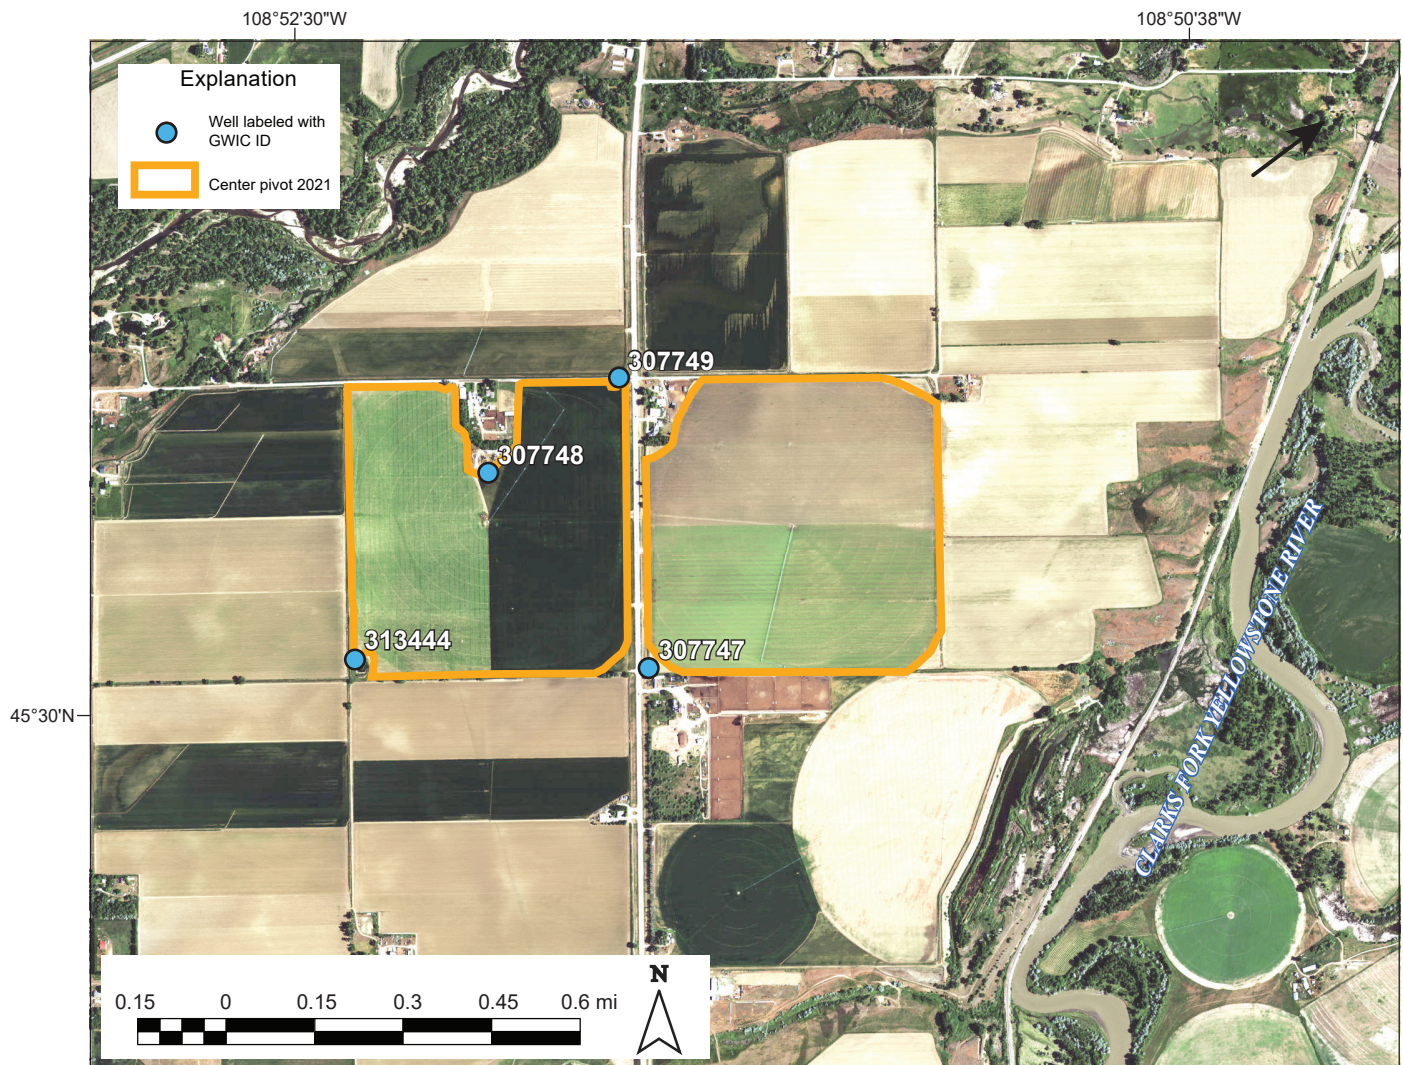 108°52'30"W
108°50'38"W
Explanation
Well labeled with
GWIC ID
Center pivot 2021
307749
307748
313444
307747
45°30'N
CLARKS FORK YELLOWSTONE RIVER
N
0.15 0 0.15 0.3 0.45 0.6 mi